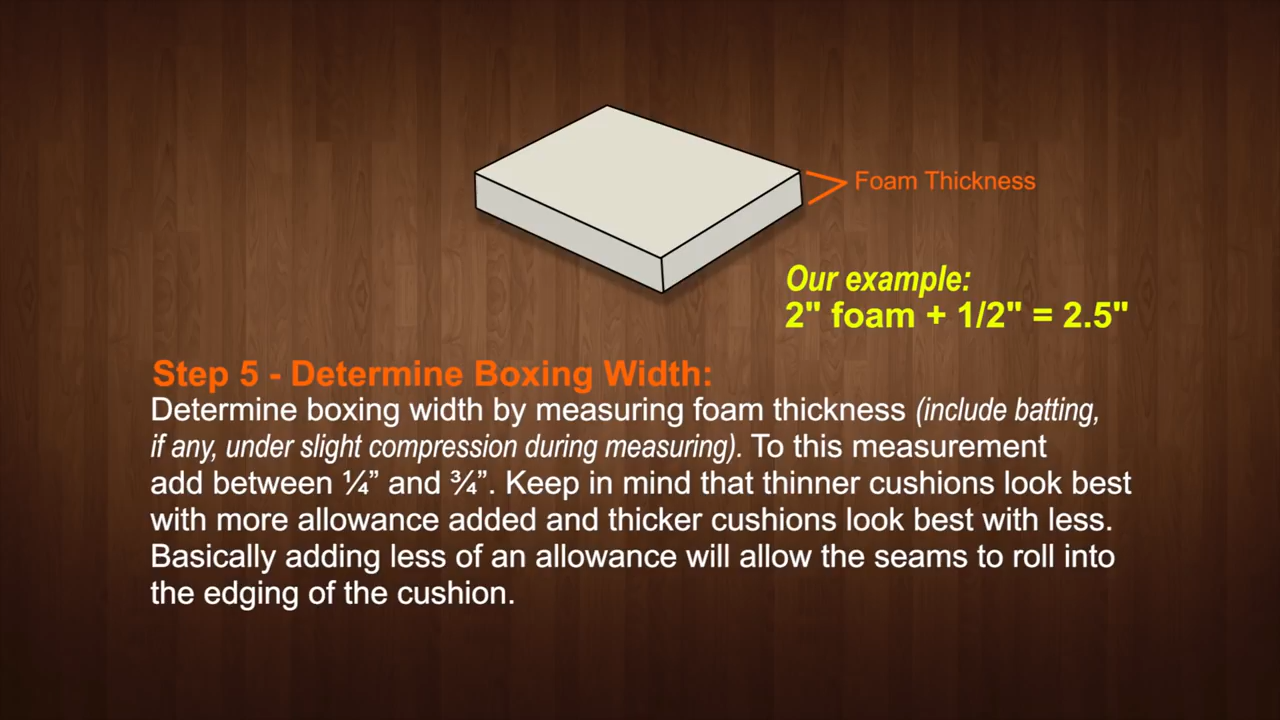 Foam Thickness
Our example:
2" foam + 1/2" = 2.5"
Step 5 - Determine Boxing Width:
Determine boxing width by measuring foam thickness (include batting,
if any, under slight compression during measuring). To this measurement
add between ¼” and ¾”. Keep in mind that thinner cushions look best
with more allowance added and thicker cushions look best with less.
Basically adding less of an allowance will allow the seams to roll into
the edging of the cushion.